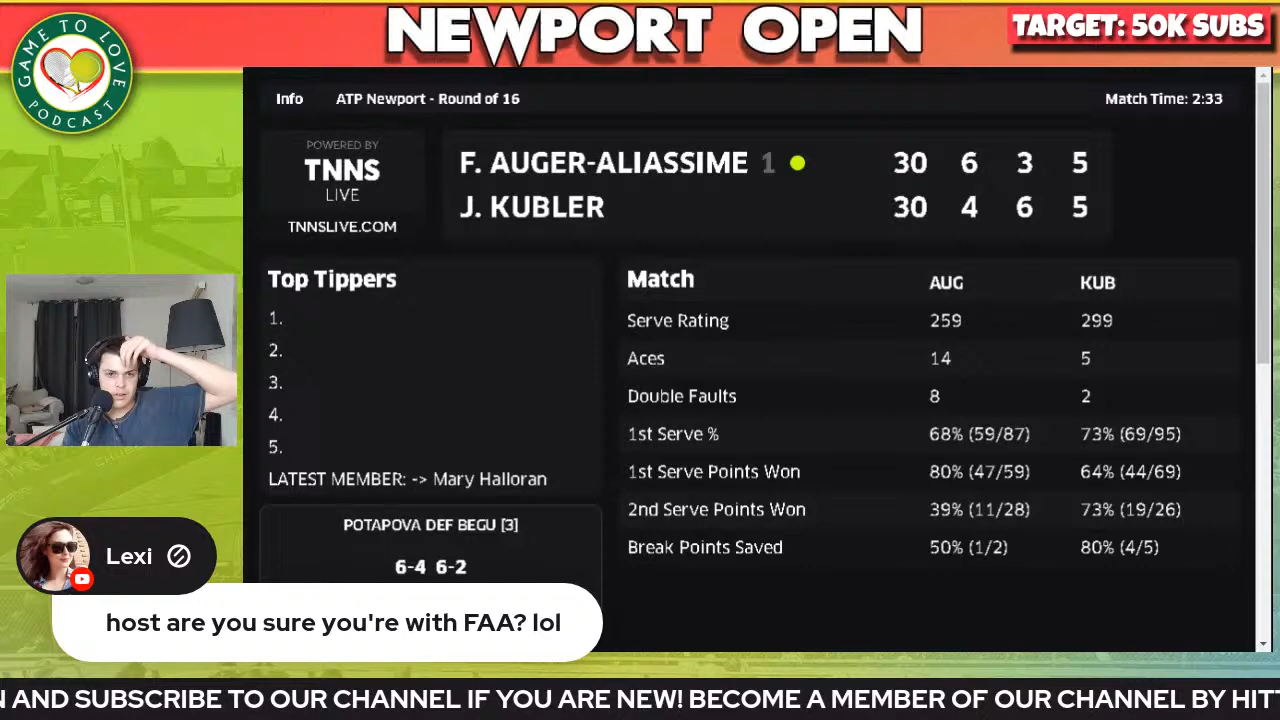 GAME TO LOVE
PODCAST
NEWPORT OPEN
TARGET: 50K SUBS
Info ATP Newport - Round of 16 Match Time: 2:33
POWERED BY
TNNS
LIVE
TNNSLIVE.COM
F. AUGER-ALIASSIME 1 30 6 3 5
J. KUBLER 30 4 6 5
Top Tippers
1.
2.
3.
4.
5.
LATEST MEMBER: -> Mary Halloran
POTAPOVA DEF BEGU [3]
6-4 6-2
Match AUG KUB
Serve Rating 259 299
Aces 14 5
Double Faults 8 2
1st Serve % 68% (59/87) 73% (69/95)
1st Serve Points Won 80% (47/59) 64% (44/69)
2nd Serve Points Won 39% (11/28) 73% (19/26)
Break Points Saved 50% (1/2) 80% (4/5)
Lexi
host are you sure you're with FAA? lol
N AND SUBSCRIBE TO OUR CHANNEL IF YOU ARE NEW! BECOME A MEMBER OF OUR CHANNEL BY HITT